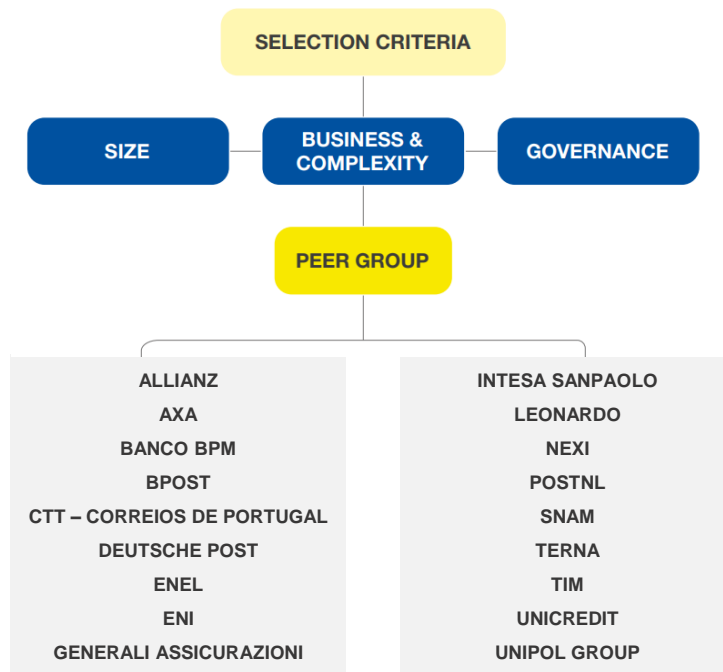 SELECTION CRITERIA
SIZE
BUSINESS &
COMPLEXITY
GOVERNANCE
PEER GROUP
ALLIANZ
AXA
BANCO BPM
BPOST
CTT – CORREIOS DE PORTUGAL
DEUTSCHE POST
ENEL
ENI
GENERALI ASSICURAZIONI
INTESA SANPAOLO
LEONARDO
NEXI
POSTNL
SNAM
TERNA
TIM
UNICREDIT
UNIPOL GROUP